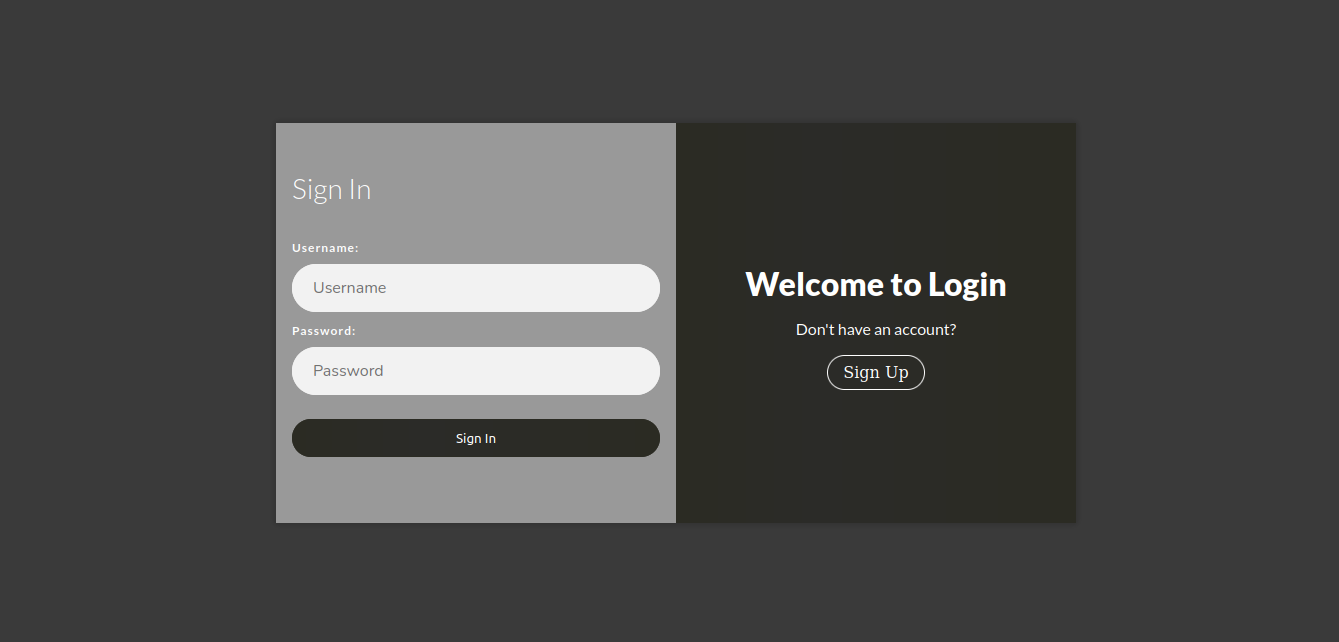 Sign In
Username:
Username
Password:
Password
Sign In
Welcome to Login
Don't have an account?
Sign Up